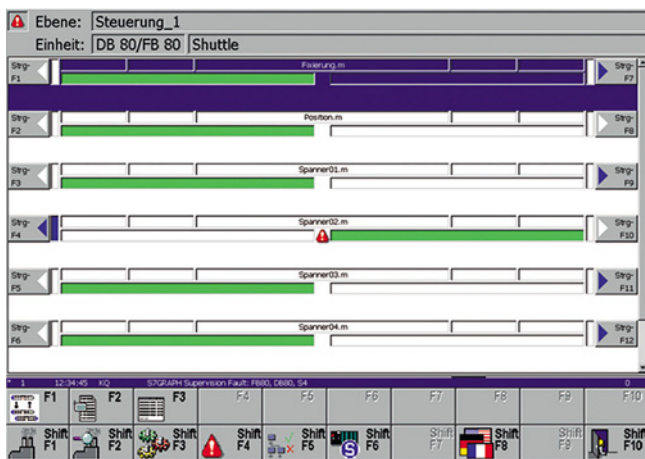 Ebene: Steuerung_1
Einheit: DB 80/FB 80 Shuttle
Strg- F1 Fixierung.m Strg- F7
Strg- F2 Position.m Strg- F8
Strg- F3 Spanner01.m Strg- F9
Strg- F4 Spanner02.m Strg- F10
Strg- F5 Spanner03.m Strg- F11
Strg- F6 Spanner04.m Strg- F12
* 1 12:34:45 KQ S7GRAPH Supervision Fault: FB80, DB80, S4 0
F1 F2 F3 F4 F5 F6 F7 F8 F9 F10
Shift F1 Shift F2 Shift F3 Shift F4 Shift F5 S Shift F6 Shift F7 Shift F8 Shift F9 Shift F10